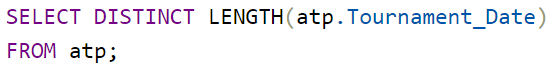 SELECT DISTINCT LENGTH(atp.Tournament_Date)
FROM atp;